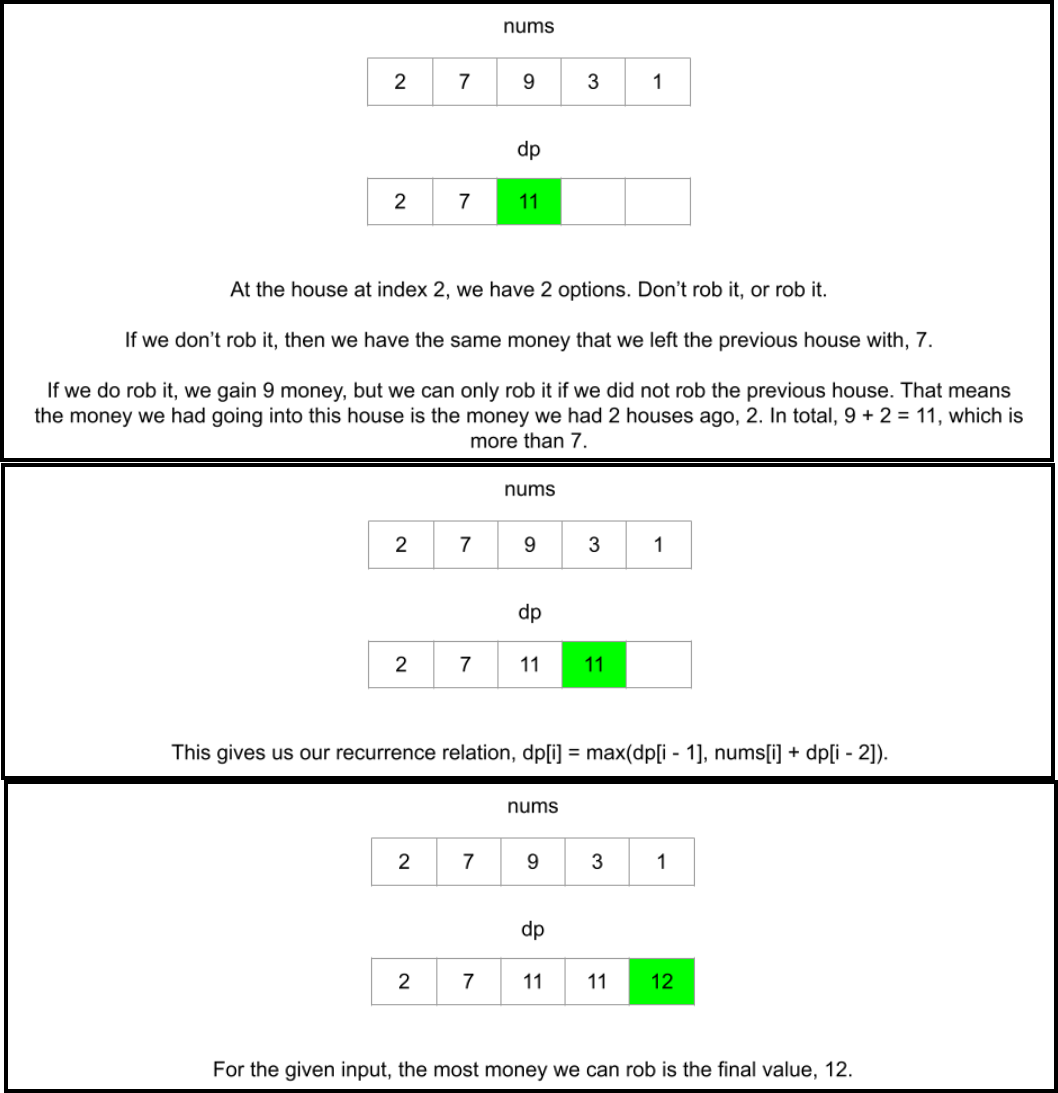 nums
2 7 9 3 1
dp
2 7 11
At the house at index 2, we have 2 options. Don’t rob it, or rob it.
If we don’t rob it, then we have the same money that we left the previous house with, 7.
If we do rob it, we gain 9 money, but we can only rob it if we did not rob the previous house. That means
the money we had going into this house is the money we had 2 houses ago, 2. In total, 9 + 2 = 11, which is
more than 7.
nums
2 7 9 3 1
dp
2 7 11 11
This gives us our recurrence relation, dp[i] = max(dp[i - 1], nums[i] + dp[i - 2]).
nums
2 7 9 3 1
dp
2 7 11 11 12
For the given input, the most money we can rob is the final value, 12.